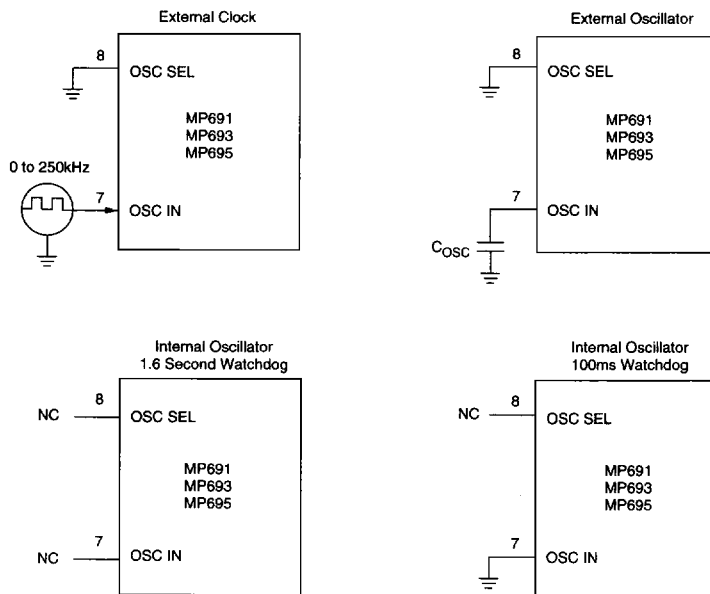 External Clock
8
OSC SEL
MP691
MP693
MP695
0 to 250kHz
7
OSC IN
External Oscillator
8
OSC SEL
MP691
MP693
MP695
7
OSC IN
COSC
Internal Oscillator
1.6 Second Watchdog
8
NC
OSC SEL
MP691
MP693
MP695
7
NC
OSC IN
Internal Oscillator
100ms Watchdog
8
NC
OSC SEL
MP691
MP693
MP695
7
OSC IN